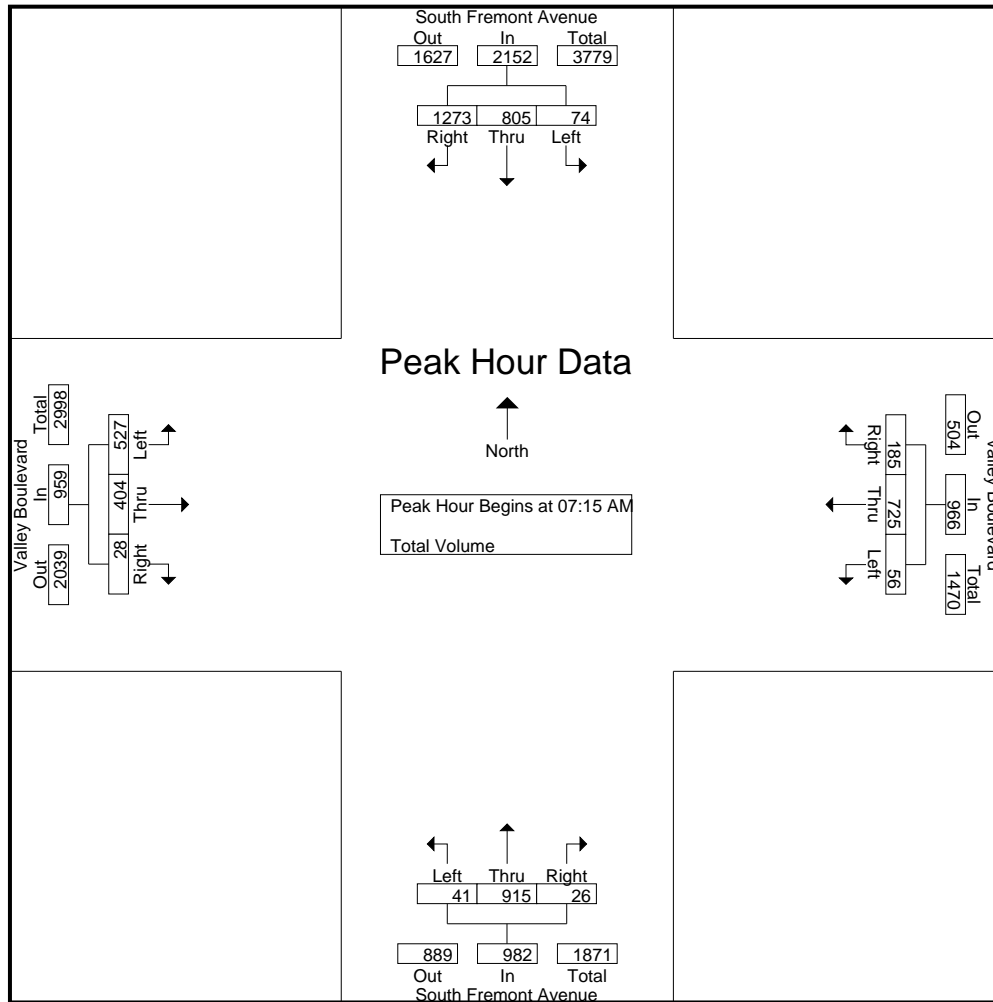 South Fremont Avenue
Out In Total
1627 2152 3779
1273 805 74
Right Thru Left
Peak Hour Data
North
Peak Hour Begins at 07:15 AM
Total Volume
Valley Boulevard
Out In Total
2039 959 2998
527 404 28
Left Thru Right
Valley Boulevard
Out In Total
504 966 1470
185 725 56
Right Thru Left
Left Thru Right
41 915 26
889 982 1871
Out In Total
South Fremont Avenue